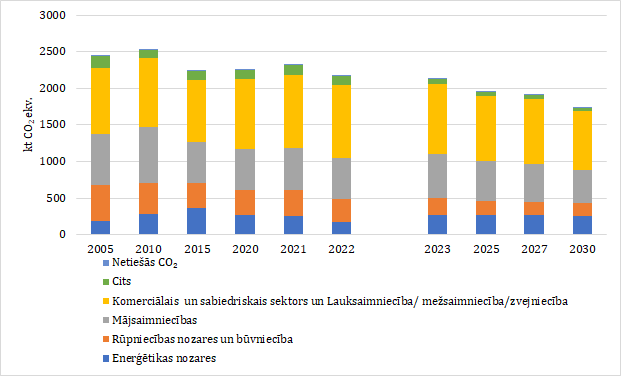 3000
2500
2000
1500
1000
500
0
kt CO₂ ekv.
2005 2010 2015 2020 2021 2022 2023 2025 2027 2030
Netiešās CO₂
Cits
Komerciālais un sabiedriskais sektors un Lauksaimniecība/ mežsaimniecība/zvejniecība
Mājsaimniecības
Rūpniecības nozares un būvniecība
Enerģētikas nozares